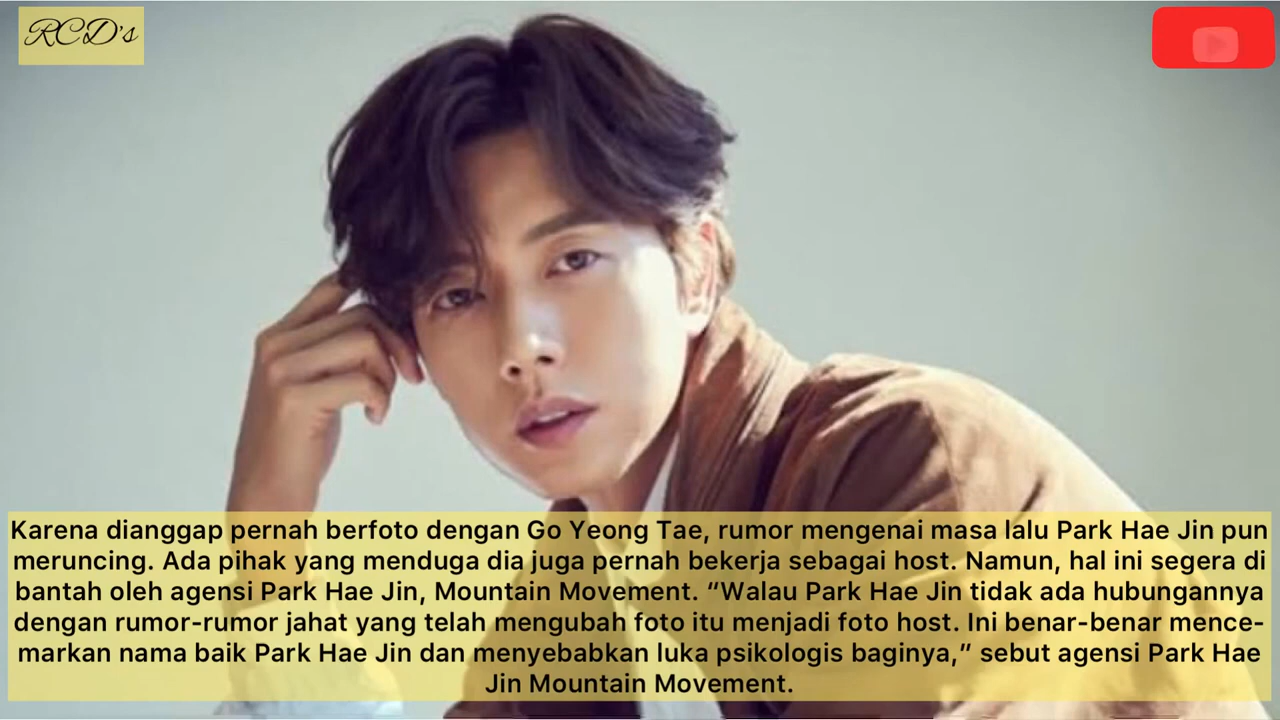 RCD's
Karena dianggap pernah berfoto dengan Go Yeong Tae, rumor mengenai masa lalu Park Hae Jin pun
meruncing. Ada pihak yang menduga dia juga pernah bekerja sebagai host. Namun, hal ini segera di
bantah oleh agensi Park Hae Jin, Mountain Movement. “Walau Park Hae Jin tidak ada hubungannya
dengan rumor-rumor jahat yang telah mengubah foto itu menjadi foto host. Ini benar-benar mence-
markan nama baik Park Hae Jin dan menyebabkan luka psikologis baginya,” sebut agensi Park Hae
Jin Mountain Movement.